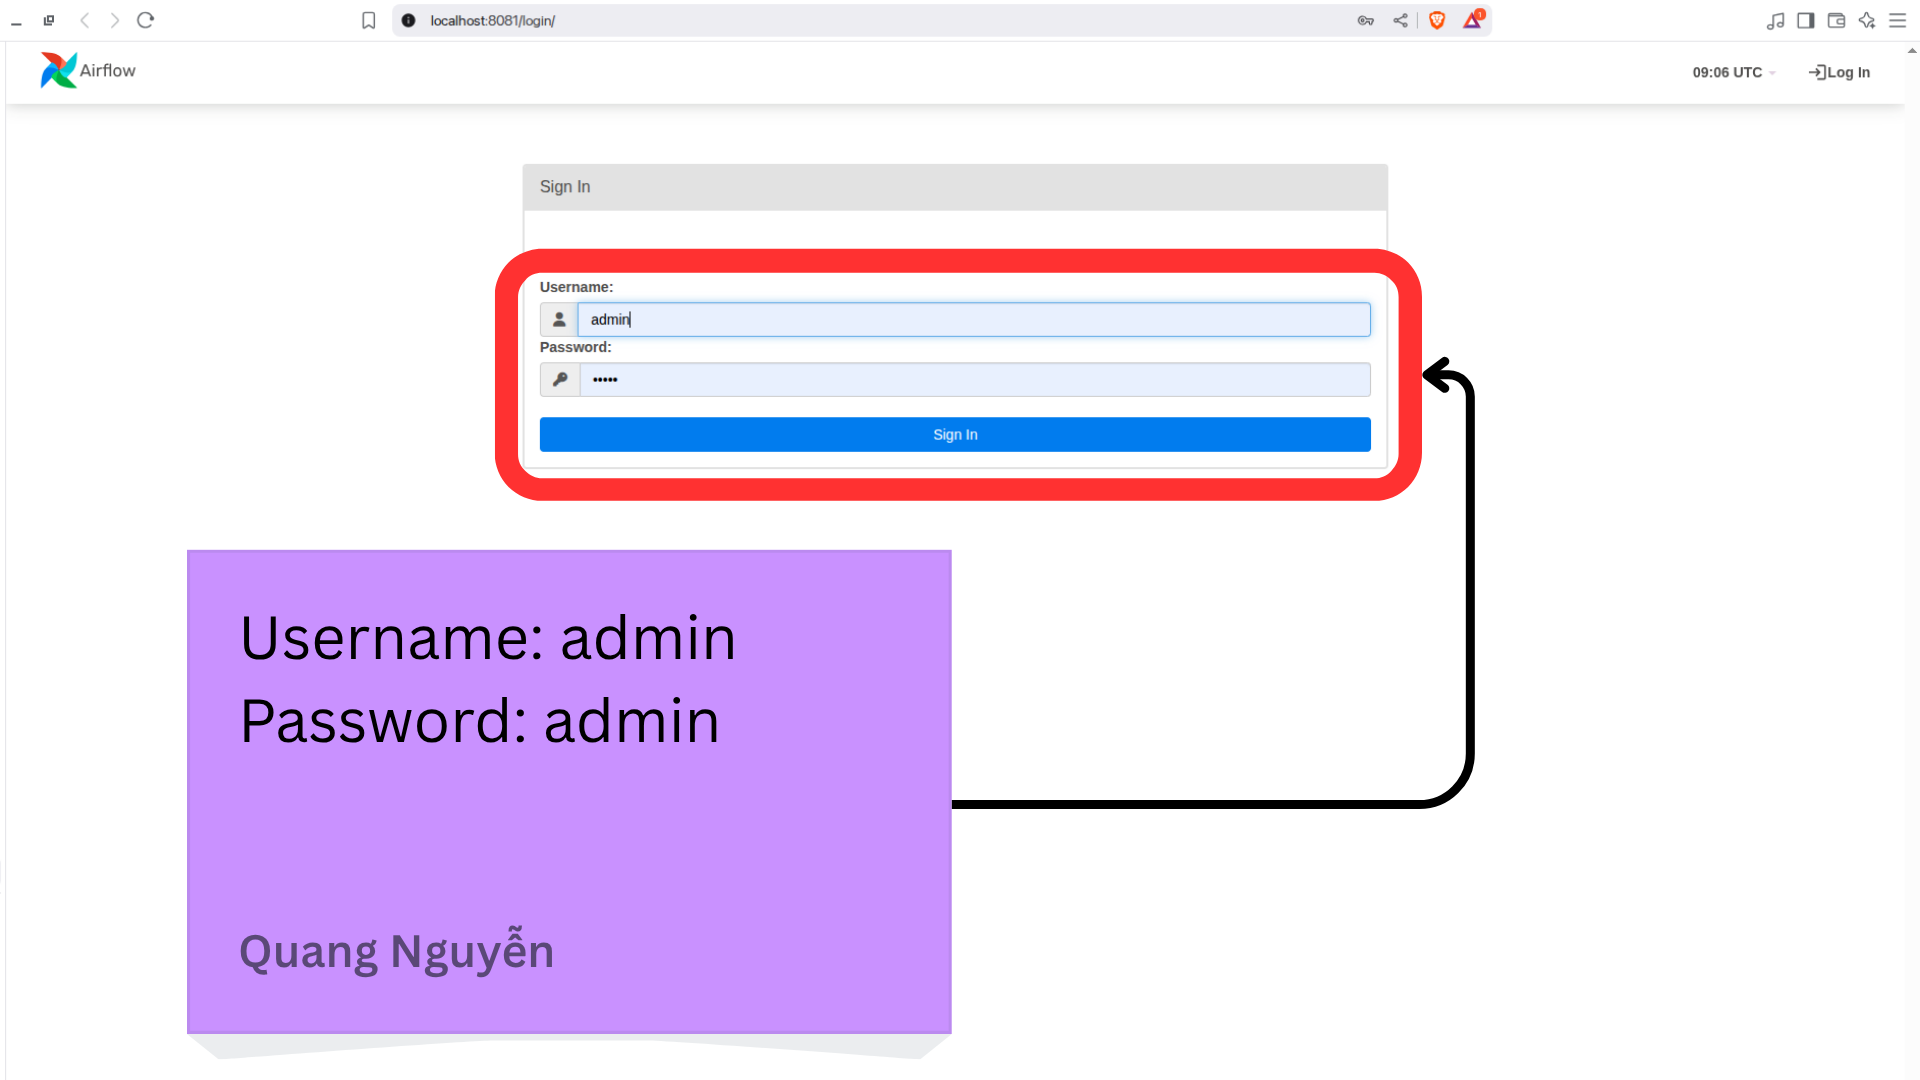 localhost:8081/login/
1
Airflow
09:06 UTC
Log In
Sign In
Username:
admin
Password:
•••••
Sign In
Username: admin
Password: admin
Quang Nguyễn